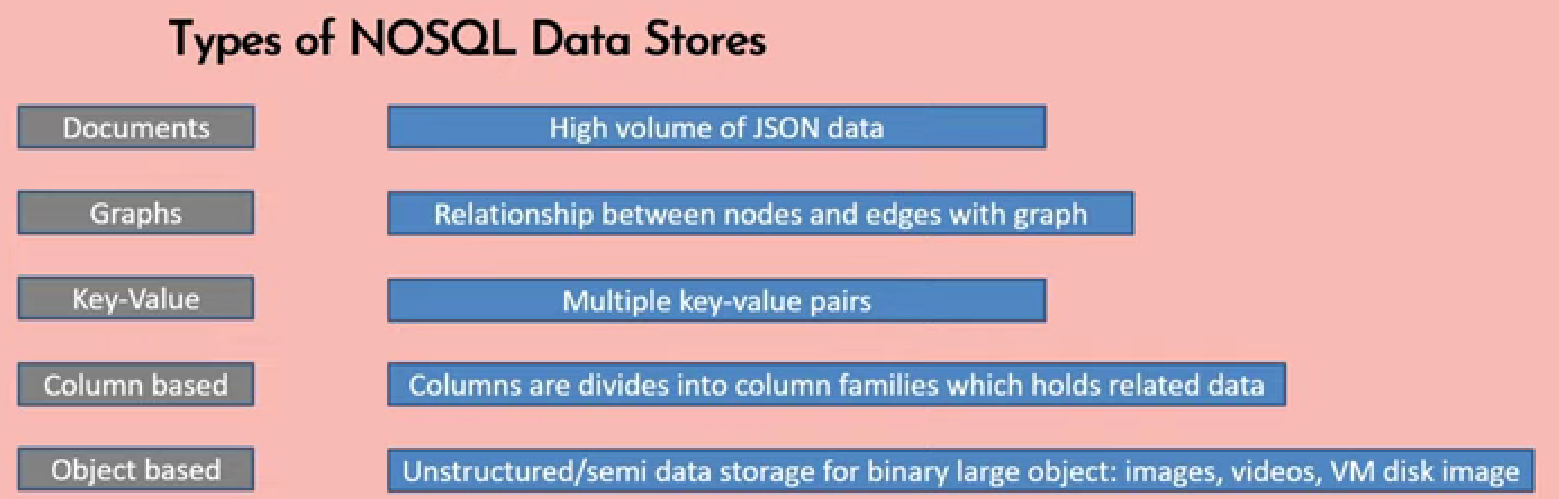 Types of NOSQL Data Stores
Documents
High volume of JSON data
Graphs
Relationship between nodes and edges with graph
Key-Value
Multiple key-value pairs
Column based
Columns are divides into column families which holds related data
Object based
Unstructured/semi data storage for binary large object: images, videos, VM disk image